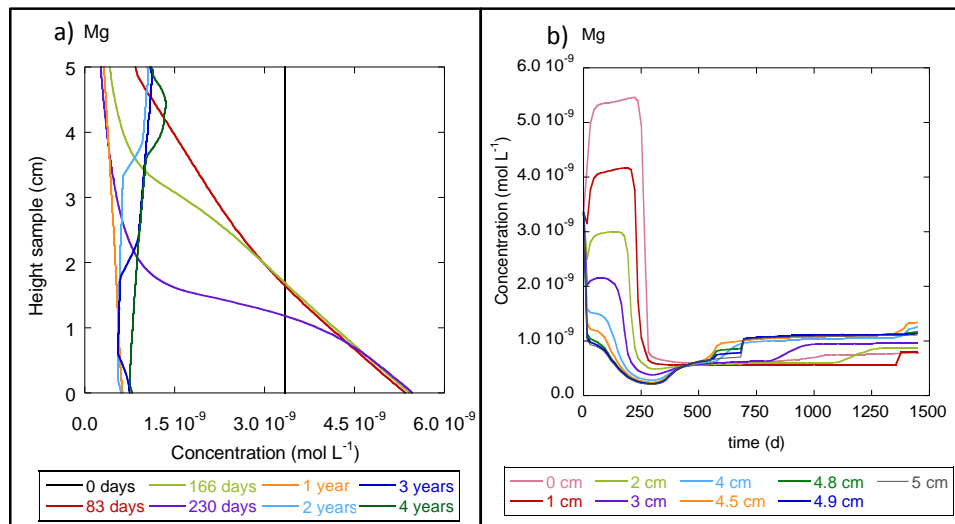 a) Mg
5
4
3
2
1
0
Height sample (cm)
0.0 1.5 10⁻⁹ 3.0 10⁻⁹ 4.5 10⁻⁹ 6.0 10⁻⁹
Concentration (mol L⁻¹)
0 days 166 days 1 year 3 years
83 days 230 days 2 years 4 years
b) Mg
6.0 10⁻⁹
5.0 10⁻⁹
4.0 10⁻⁹
3.0 10⁻⁹
2.0 10⁻⁹
1.0 10⁻⁹
0.0
Concentration (mol L⁻¹)
0 250 500 750 1000 1250 1500
time (d)
0 cm 2 cm 4 cm 4.8 cm 5 cm
1 cm 3 cm 4.5 cm 4.9 cm